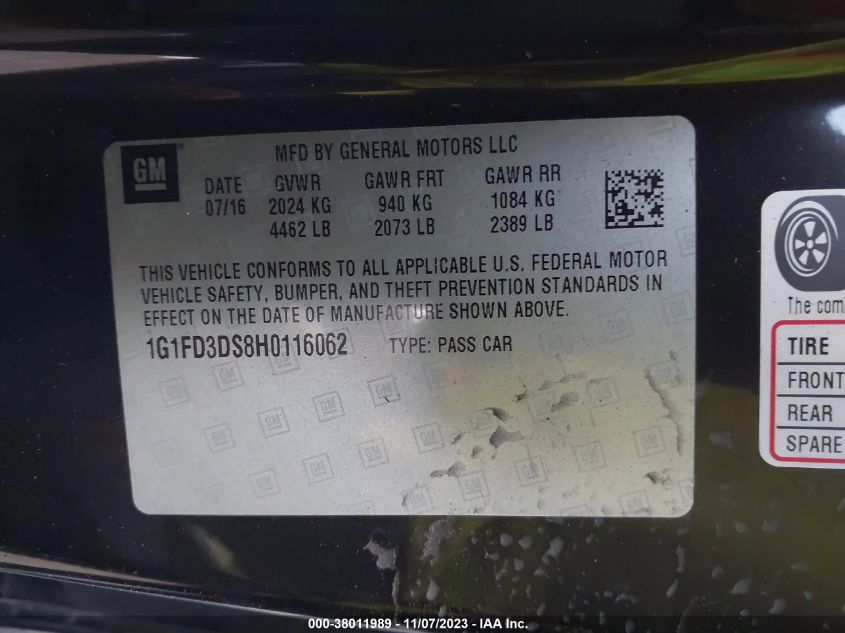 GM
MFD BY GENERAL MOTORS LLC
DATE GVWR GAWR FRT GAWR RR
07/16 2024 KG 940 KG 1084 KG
4462 LB 2073 LB 2389 LB
THIS VEHICLE CONFORMS TO ALL APPLICABLE U.S. FEDERAL MOTOR
VEHICLE SAFETY, BUMPER, AND THEFT PREVENTION STANDARDS IN
EFFECT ON THE DATE OF MANUFACTURE SHOWN ABOVE.
1G1FD3DS8H0116062 TYPE: PASS CAR
The com
TIRE
FRONT
REAR
SPARE
000-38011989 - 11/07/2023 - IAA Inc.